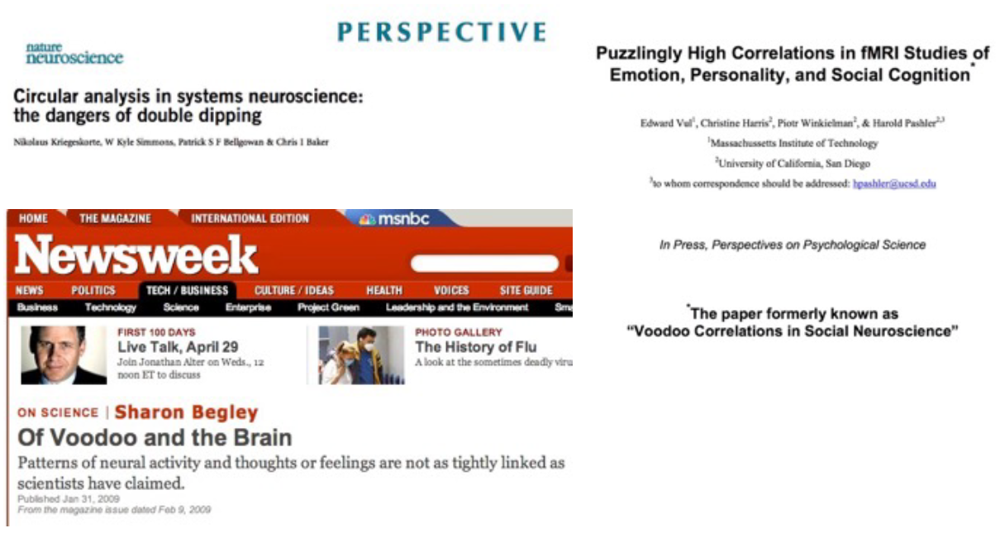 PERSPECTIVE
nature
neuroscience
Circular analysis in systems neuroscience:
the dangers of double dipping
Nikolaus Kriegeskorte, W Kyle Simmons, Patrick S F Bellgowan & Chris I Baker
Puzzlingly High Correlations in fMRI Studies of
Emotion, Personality, and Social Cognition*
Edward Vul1, Christine Harris2, Piotr Winkielman2, & Harold Pashler2,3
1Massachussetts Institute of Technology
2University of California, San Diego
3to whom correspondence should be addressed: hpashler@ucsd.edu
In Press, Perspectives on Psychological Science
*The paper formerly known as
“Voodoo Correlations in Social Neuroscience”
HOME THE MAGAZINE INTERNATIONAL EDITION msnbc
Newsweek
NEWS POLITICS TECH / BUSINESS CULTURE / IDEAS HEALTH VOICES SITE GUIDE
Business Technology Science Enterprise Project Green Leadership and the Environment Sma
FIRST 100 DAYS
Live Talk, April 29
Join Jonathan Alter on Weds., 12
noon ET to discuss
PHOTO GALLERY
The History of Flu
A look at the sometimes deadly viru
ON SCIENCE | Sharon Begley
Of Voodoo and the Brain
Patterns of neural activity and thoughts or feelings are not as tightly linked as
scientists have claimed.
Published Jan 31, 2009
From the magazine issue dated Feb 9, 2009